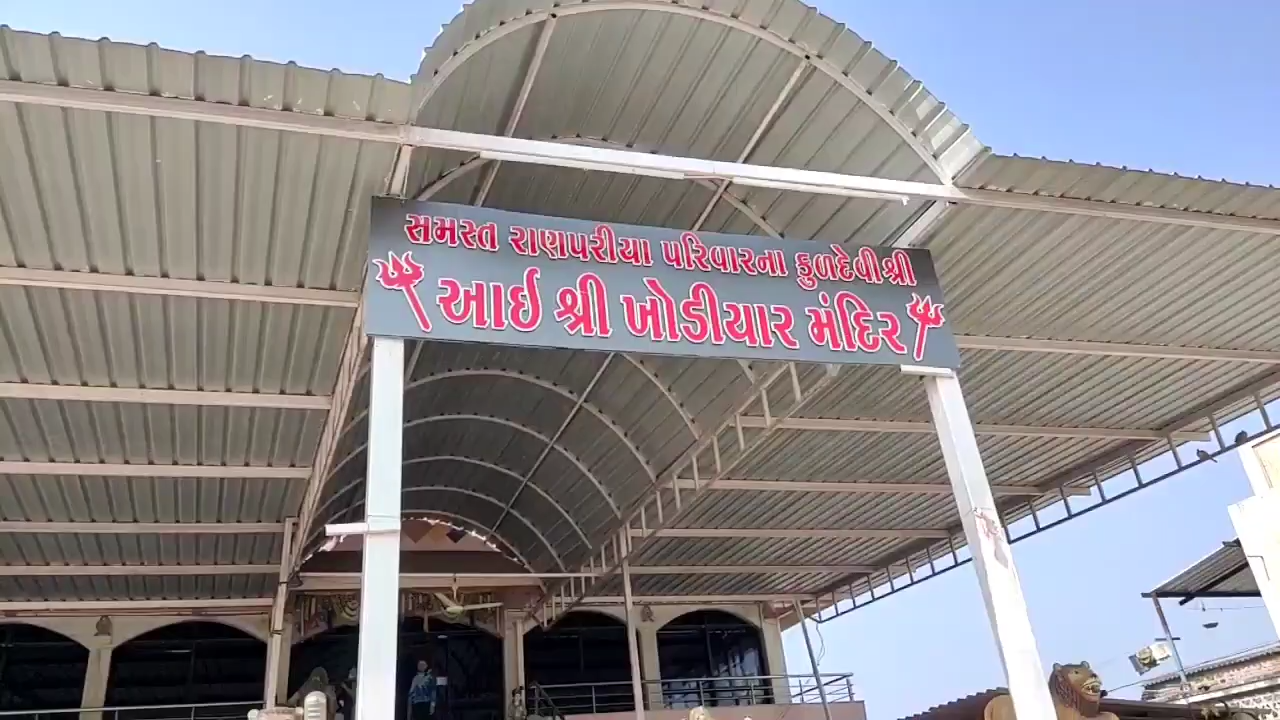 સમસ્ત રાણપરીયા પરિવારના કુળદેવીશ્રી
આઈ શ્રી ખોડીયાર મંદિર